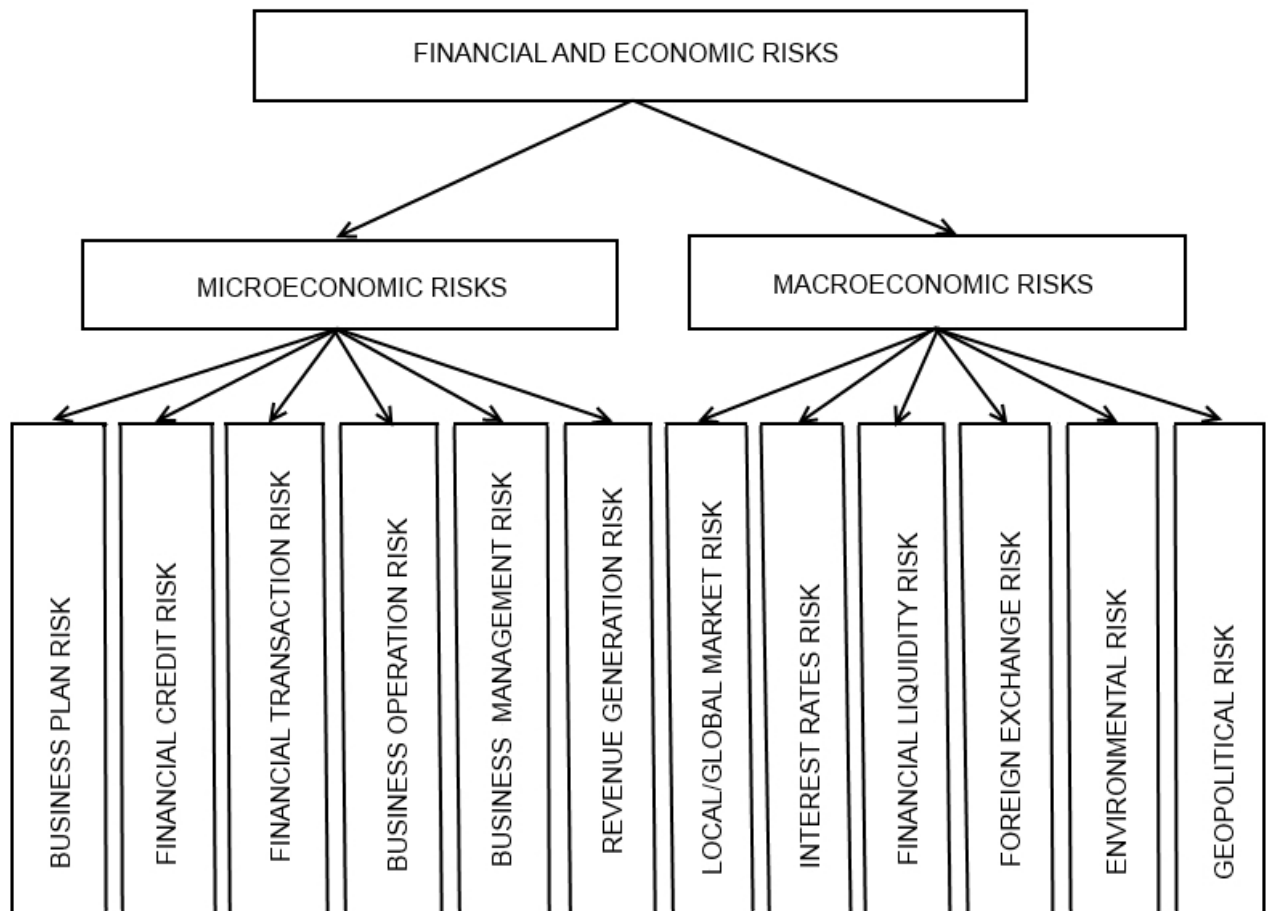 FINANCIAL AND ECONOMIC RISKS
MICROECONOMIC RISKS
MACROECONOMIC RISKS
BUSINESS PLAN RISK
FINANCIAL CREDIT RISK
FINANCIAL TRANSACTION RISK
BUSINESS OPERATION RISK
BUSINESS MANAGEMENT RISK
REVENUE GENERATION RISK
LOCAL/GLOBAL MARKET RISK
INTEREST RATES RISK
FINANCIAL LIQUIDITY RISK
FOREIGN EXCHANGE RISK
ENVIRONMENTAL RISK
GEOPOLITICAL RISK